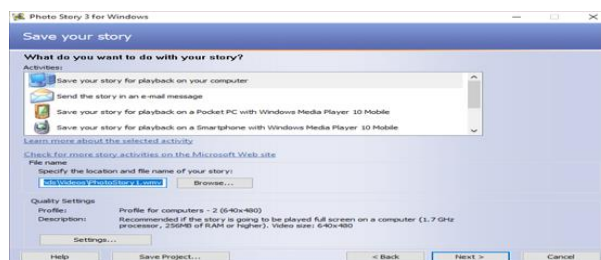 Photo Story 3 for Windows
Save your story
What do you want to do with your story?
Activities:
Save your story for playback on your computer
Send the story in an e-mail message
Save your story for playback on a Pocket PC with Windows Media Player 10 Mobile
Save your story for playback on a Smartphone with Windows Media Player 10 Mobile
Learn more about the selected activity
Check for more story activities on the Microsoft Web site
File name
Specify the location and file name of your story:
\Videos\PhotoStory1.wmv
Browse...
Quality Settings
Profile: Profile for computers - 2 (640x480)
Description: Recommended if the story is going to be played full screen on a computer (1.7 GHz
processor, 256MB of RAM or higher). Video size: 640x480
Settings...
Help Save Project... < Back Next > Cancel